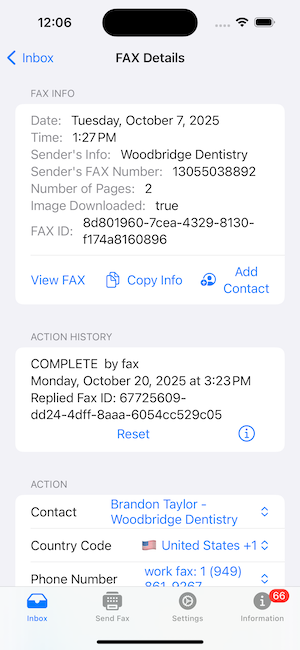 12:06
Inbox
FAX Details
FAX INFO
Date: Tuesday, October 7, 2025
Time: 1:27 PM
Sender's Info: Woodbridge Dentistry
Sender's FAX Number: 13055038892
Number of Pages: 2
Image Downloaded: true
FAX ID: 8d801960-7cea-4329-8130-
f174a8160896
View FAX
Copy Info
Add
Contact
ACTION HISTORY
COMPLETE by fax
Monday, October 20, 2025 at 3:23 PM
Replied Fax ID: 67725609-
dd24-4dff-8aaa-6054cc529c05
Reset
ACTION
Contact
Brandon Taylor -
Woodbridge Dentistry
Country Code
🇺🇸 United States +1
Phone Number
work fax: 1 (949)
861-9267
66
Inbox
Send Fax
Settings
Information